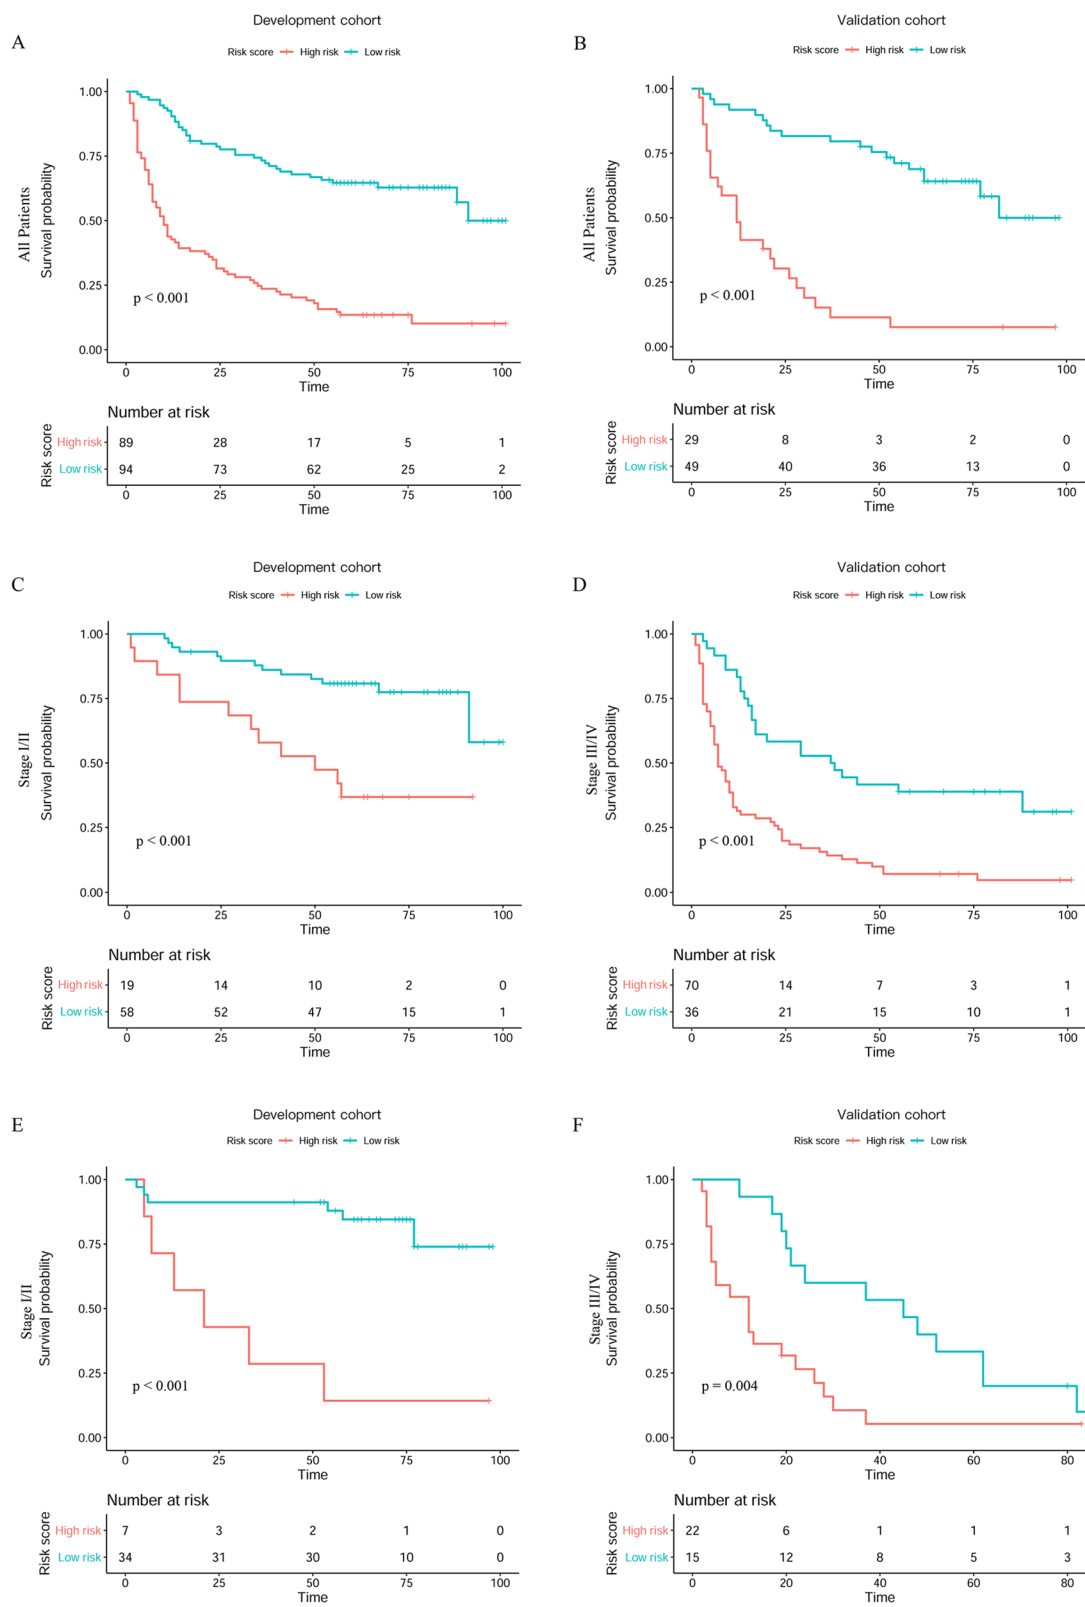 Development cohort
A
Risk score High risk Low risk
1.00
0.75
0.50
0.25
0.00
All Patients
Survival probability
p < 0.001
0 25 50 75 100
Time
Number at risk
Risk score
High risk 89 28 17 5 1
Low risk 94 73 62 25 2
0 25 50 75 100
Time
Validation cohort
B
Risk score High risk Low risk
1.00
0.75
0.50
0.25
0.00
All Patients
Survival probability
p < 0.001
0 25 50 75 100
Time
Number at risk
Risk score
High risk 29 8 3 2 0
Low risk 49 40 36 13 0
0 25 50 75 100
Time
Development cohort
C
Risk score High risk Low risk
1.00
0.75
0.50
0.25
0.00
Stage I/II
Survival probability
p < 0.001
0 25 50 75 100
Time
Number at risk
Risk score
High risk 19 14 10 2 0
Low risk 58 52 47 15 1
0 25 50 75 100
Time
Validation cohort
D
Risk score High risk Low risk
1.00
0.75
0.50
0.25
0.00
Stage III/IV
Survival probability
p < 0.001
0 25 50 75 100
Time
Number at risk
Risk score
High risk 70 14 7 3 1
Low risk 36 21 15 10 1
0 25 50 75 100
Time
Development cohort
E
Risk score High risk Low risk
1.00
0.75
0.50
0.25
0.00
Stage I/II
Survival probability
p < 0.001
0 25 50 75 100
Time
Number at risk
Risk score
High risk 7 3 2 1 0
Low risk 34 31 30 10 0
0 25 50 75 100
Time
Validation cohort
F
Risk score High risk Low risk
1.00
0.75
0.50
0.25
0.00
Stage III/IV
Survival probability
p = 0.004
0 20 40 60 80
Time
Number at risk
Risk score
High risk 22 6 1 1 1
Low risk 15 12 8 5 3
0 20 40 60 80
Time